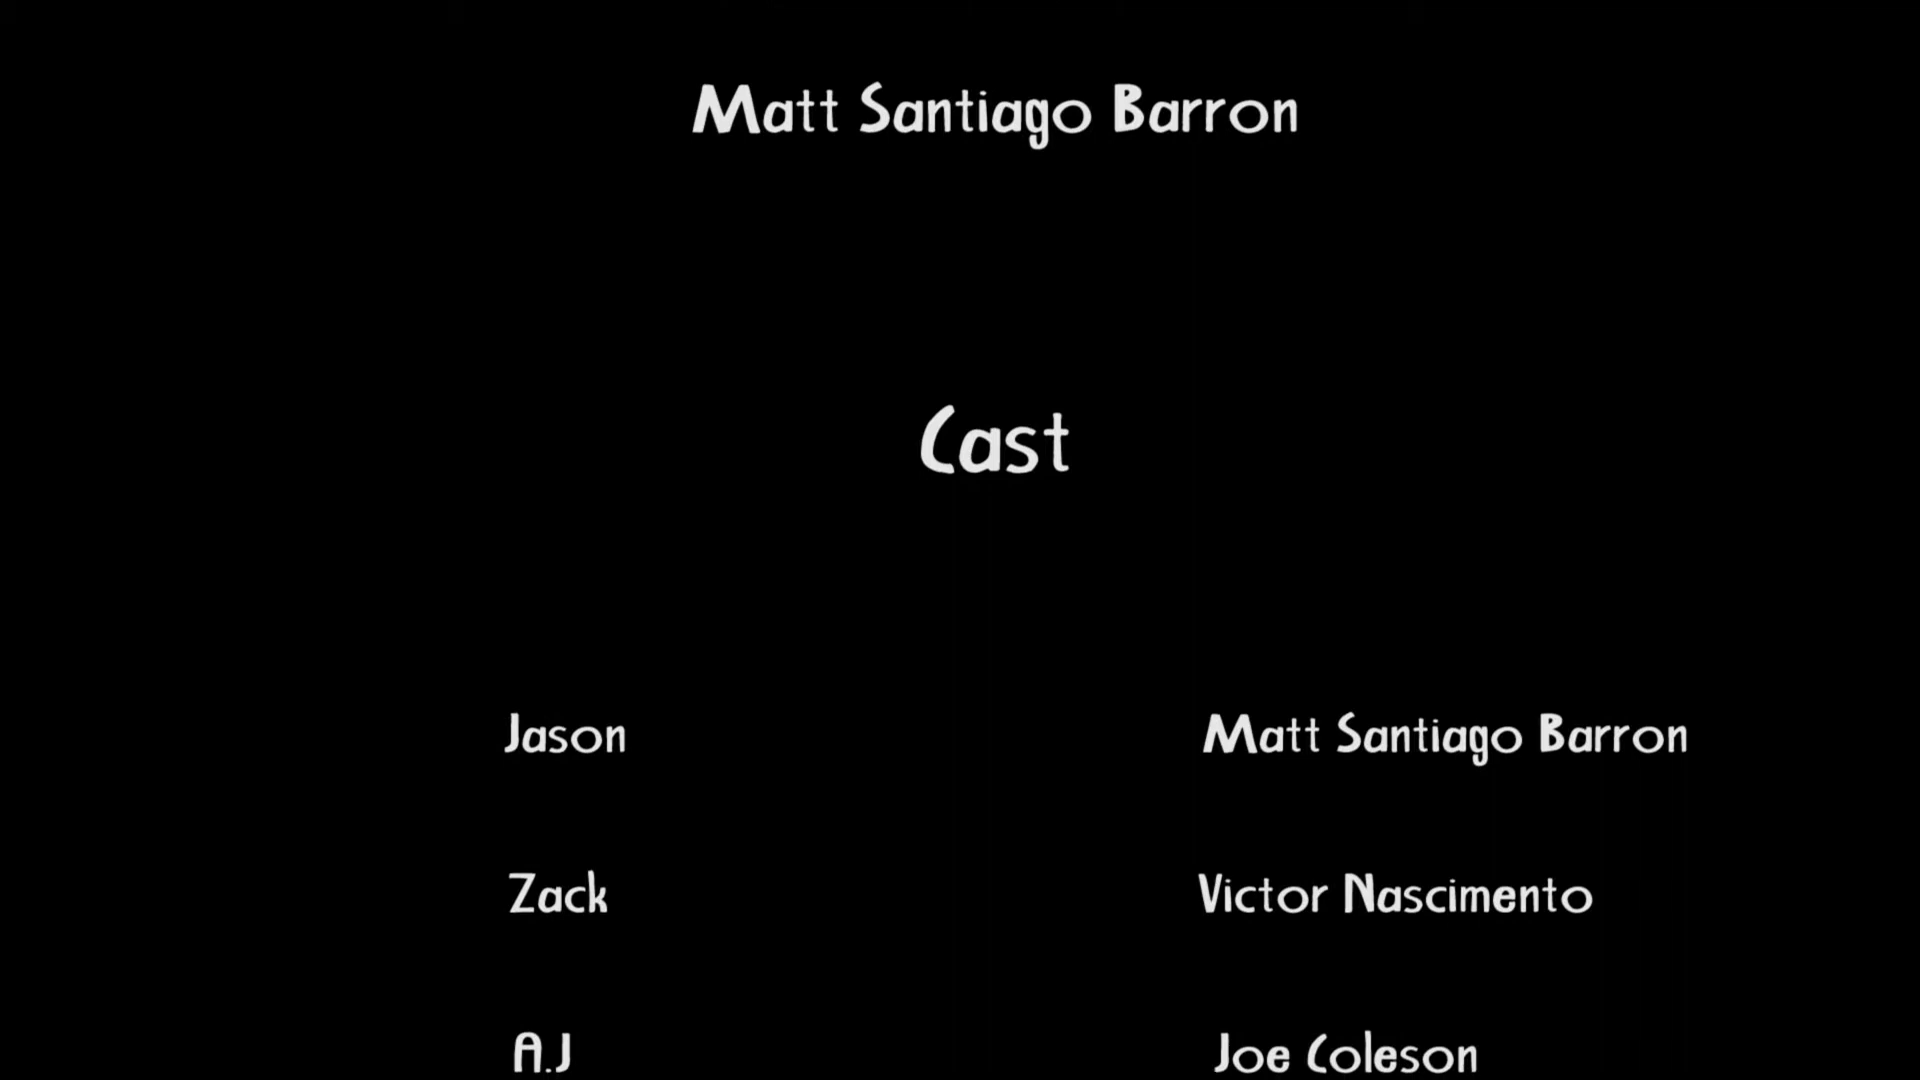 Matt Santiago Barron
Cast
Jason Matt Santiago Barron
Zack Victor Nascimento
A.J Joe Coleson